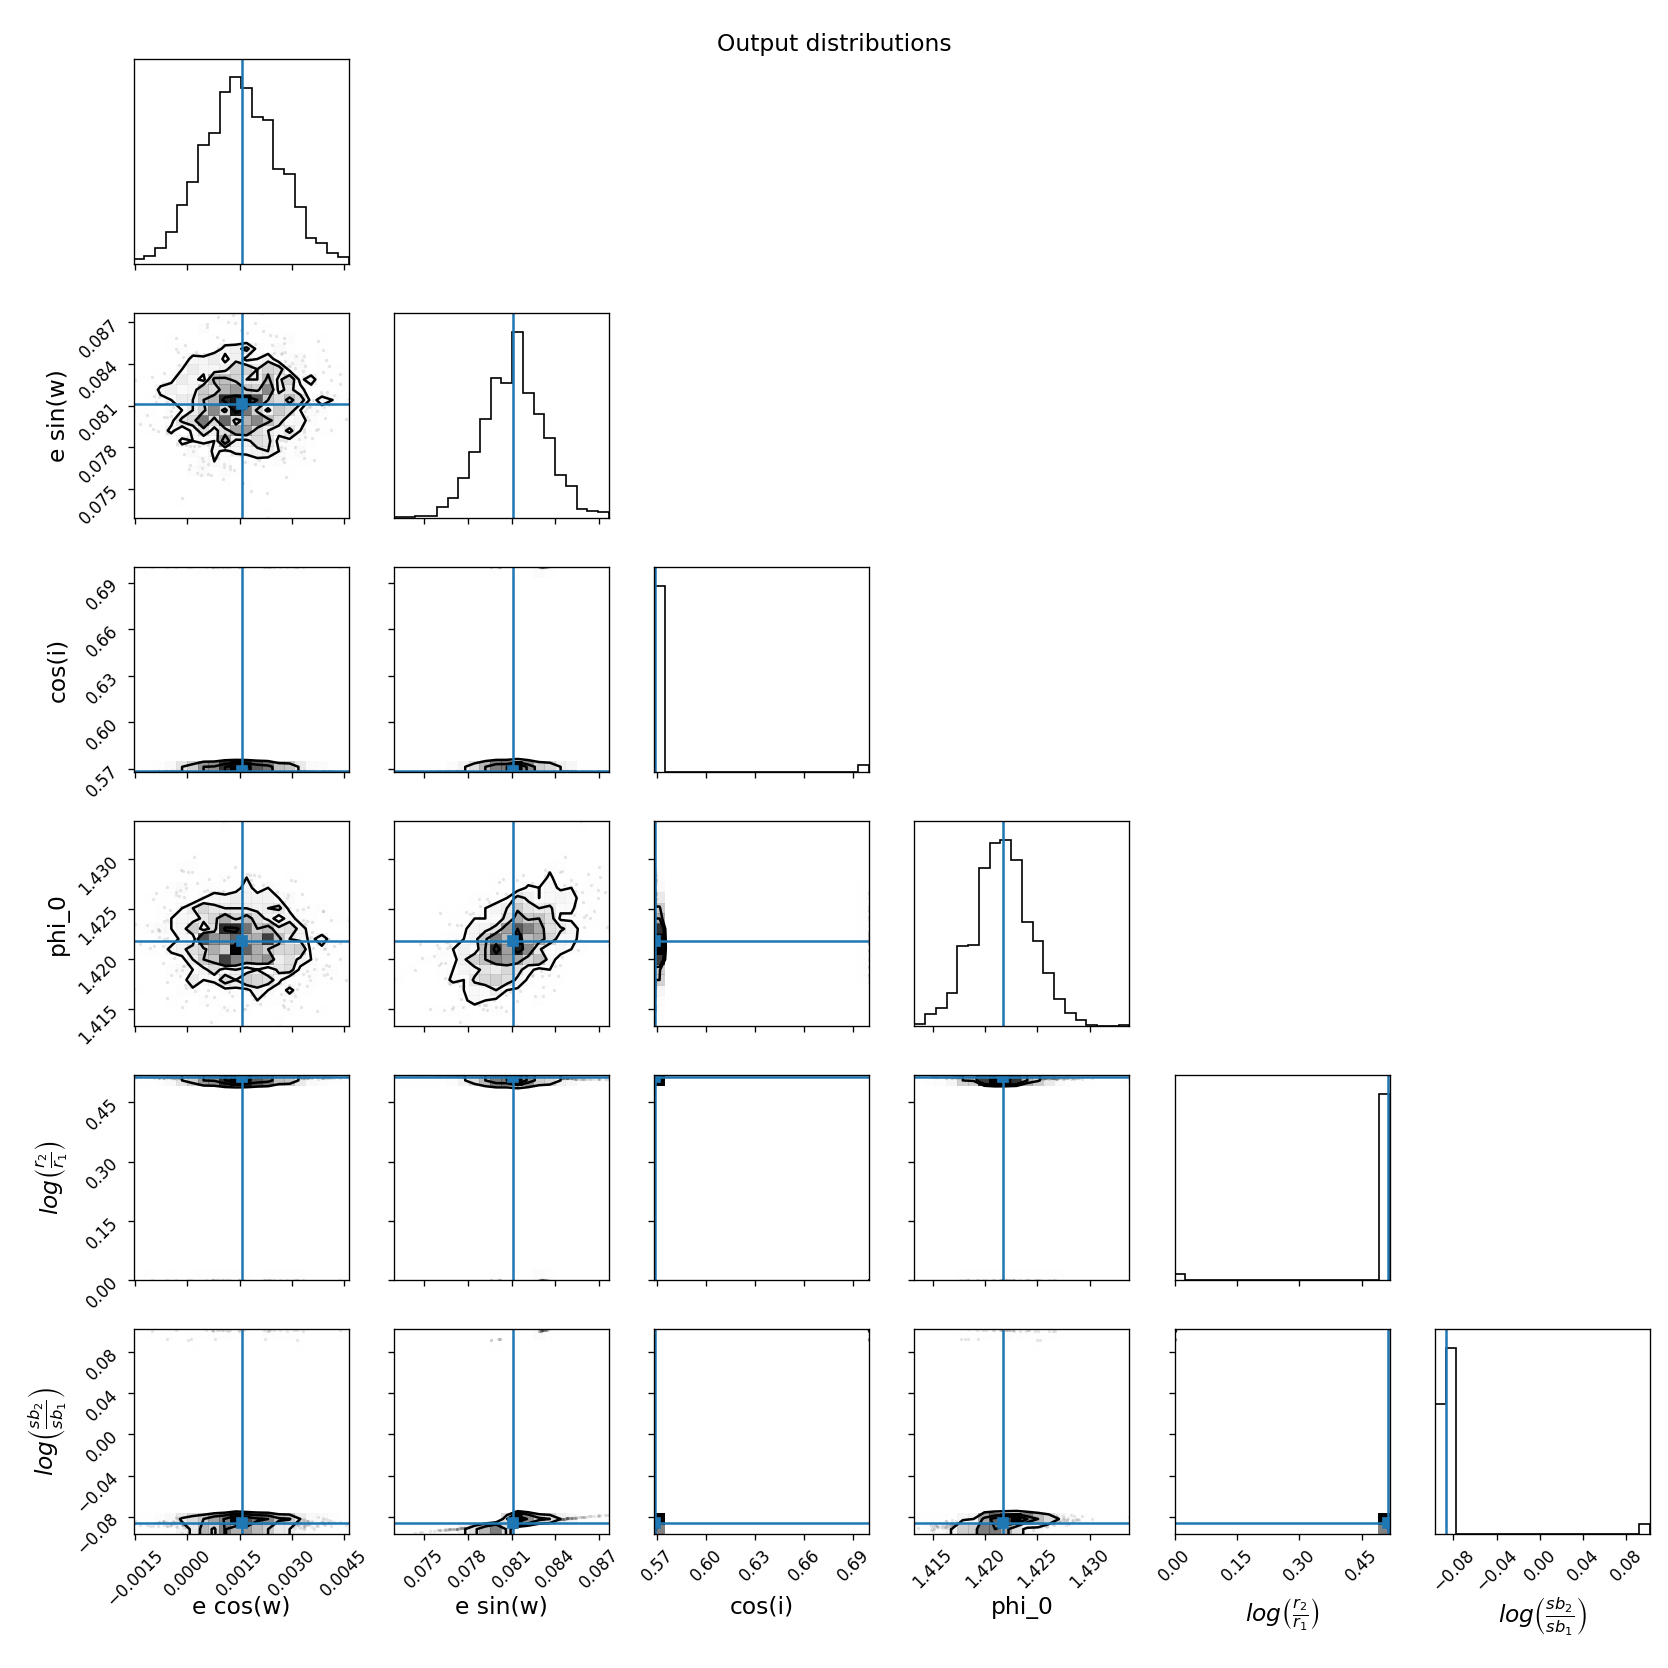 Output distributions
e sin(w)
0.087
0.084
0.081
0.078
0.075
cos(i)
0.69
0.66
0.63
0.60
0.57
phi_0
1.430
1.425
1.420
1.415
log(r2/r1)
0.45
0.30
0.15
0.00
log(sb2/sb1)
0.08
0.04
0.00
−0.04
−0.08
−0.0015 0.0000 0.0015 0.0030 0.0045
0.075 0.078 0.081 0.084 0.087
0.57 0.60 0.63 0.66 0.69
1.415 1.420 1.425 1.430
0.00 0.15 0.30 0.45
−0.08 −0.04 0.00 0.04 0.08
e cos(w)
e sin(w)
cos(i)
phi_0
log(r2/r1)
log(sb2/sb1)